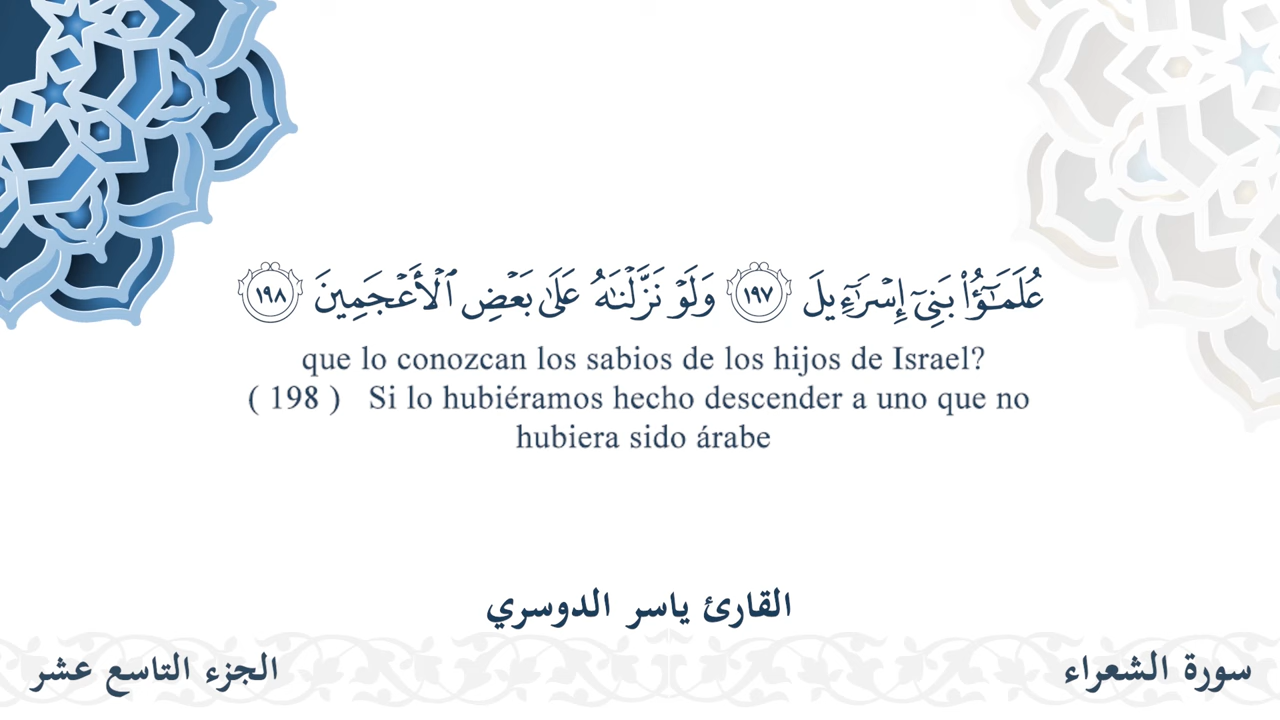 عُلَمَـٰٓؤُا۟ بَنِىٓ إِسْرَٰٓءِيلَ ١٩٧ وَلَوْ نَزَّلْنَـٰهُ عَلَىٰ بَعْضِ ٱلْأَعْجَمِينَ ١٩٨
que lo conozcan los sabios de los hijos de Israel?
( 198 ) Si lo hubiéramos hecho descender a uno que no
hubiera sido árabe
القارئ ياسر الدوسري
سورة الشعراء
الجزء التاسع عشر